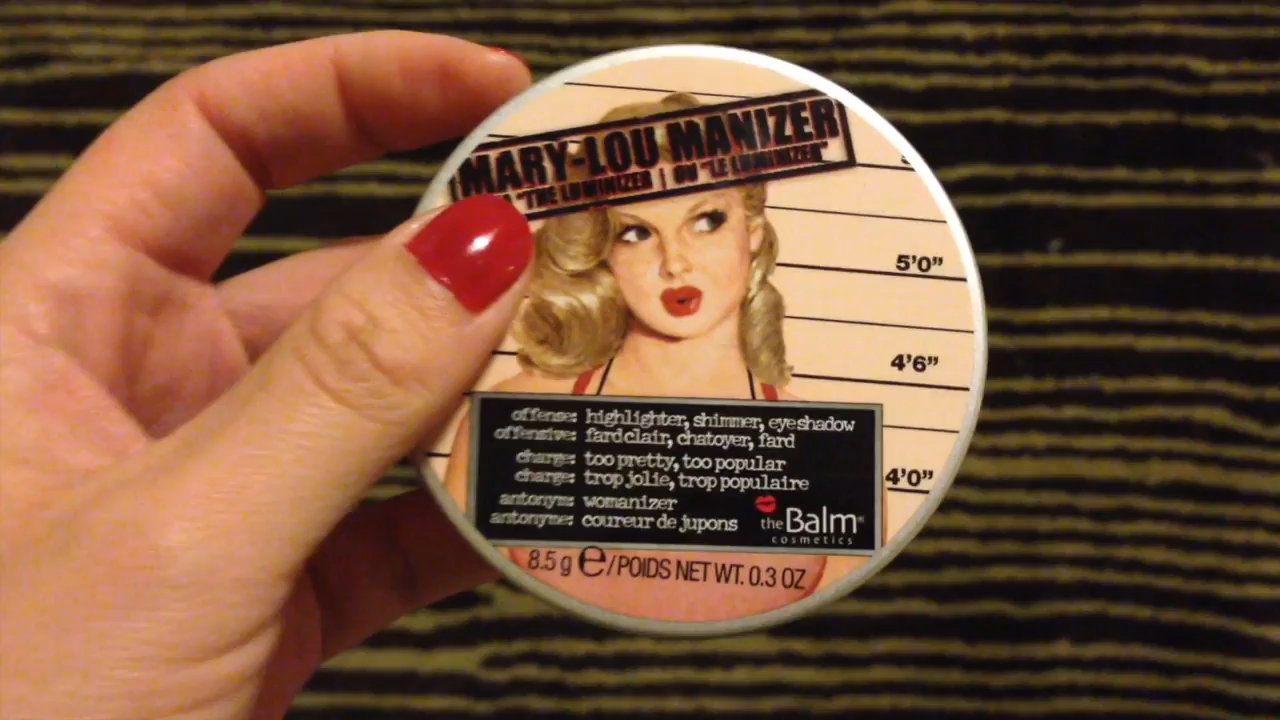 MARY-LOU MANIZER
"THE LUMINIZER | OU "LE LUMINIZER"
5'0"
4'6"
4'0"
offense: highlighter, shimmer, eyeshadow
offensive: fard clair, chatoyer, fard
charge: too pretty, too popular
charge: trop jolie, trop populaire
antonym: womanizer
antonyme: coureur de jupons
theBalm®
cosmetics
8.5 g e/POIDS NET WT. 0.3 OZ